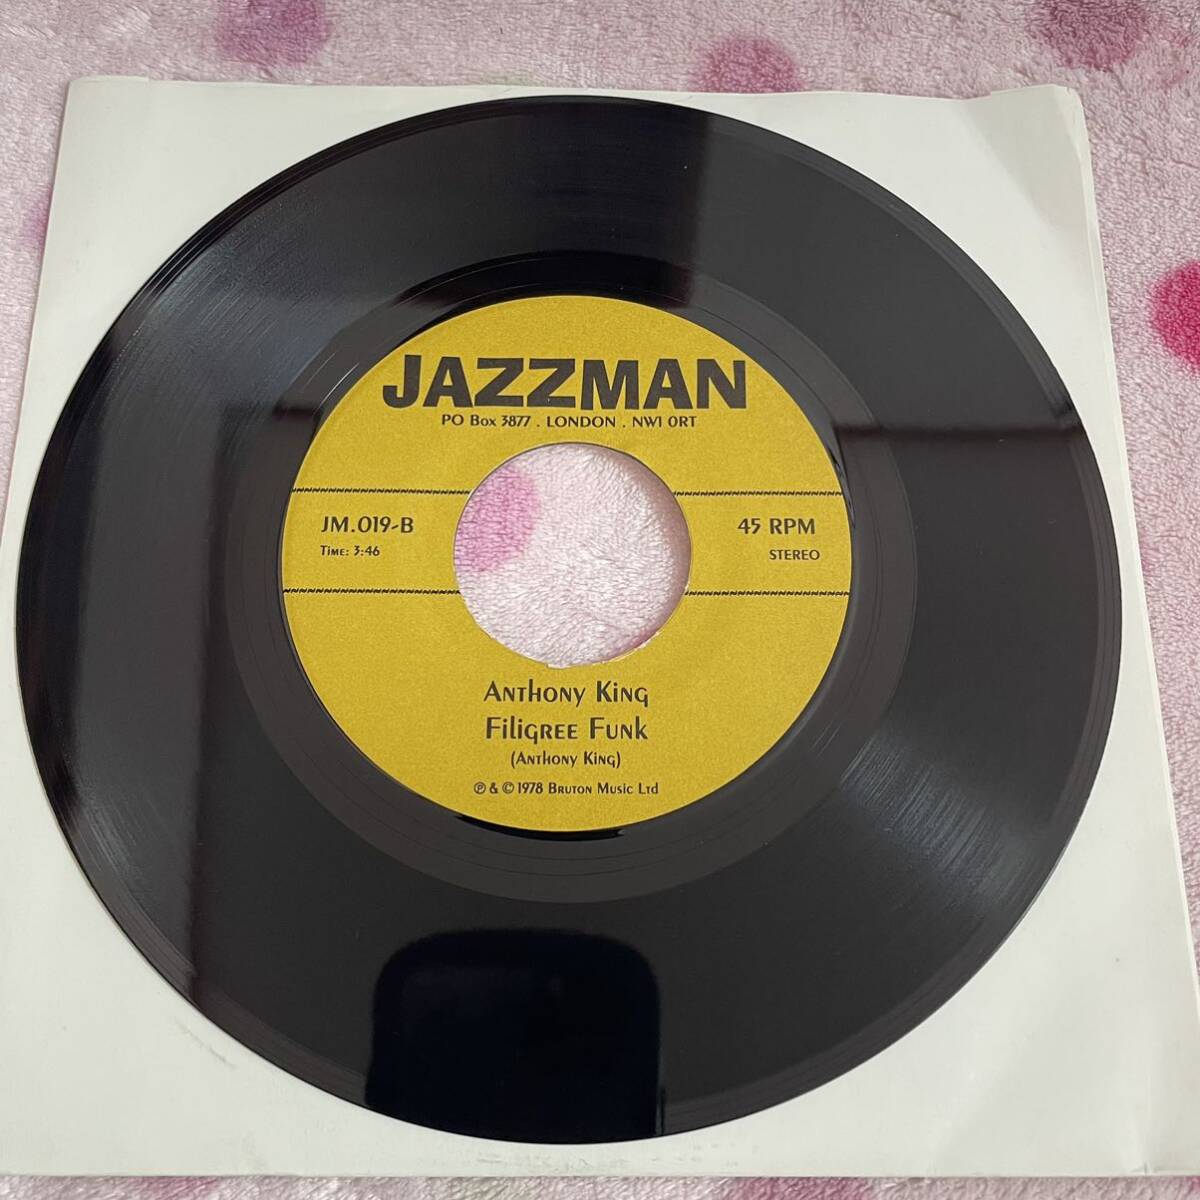 JAZZMAN
PO Box 3877 . LONDON . NW1 0RT
JM.019-B
TIME: 3:46
45 RPM
STEREO
Anthony King
Filigree Funk
(Anthony King)
℗ & © 1978 Bruton Music Ltd